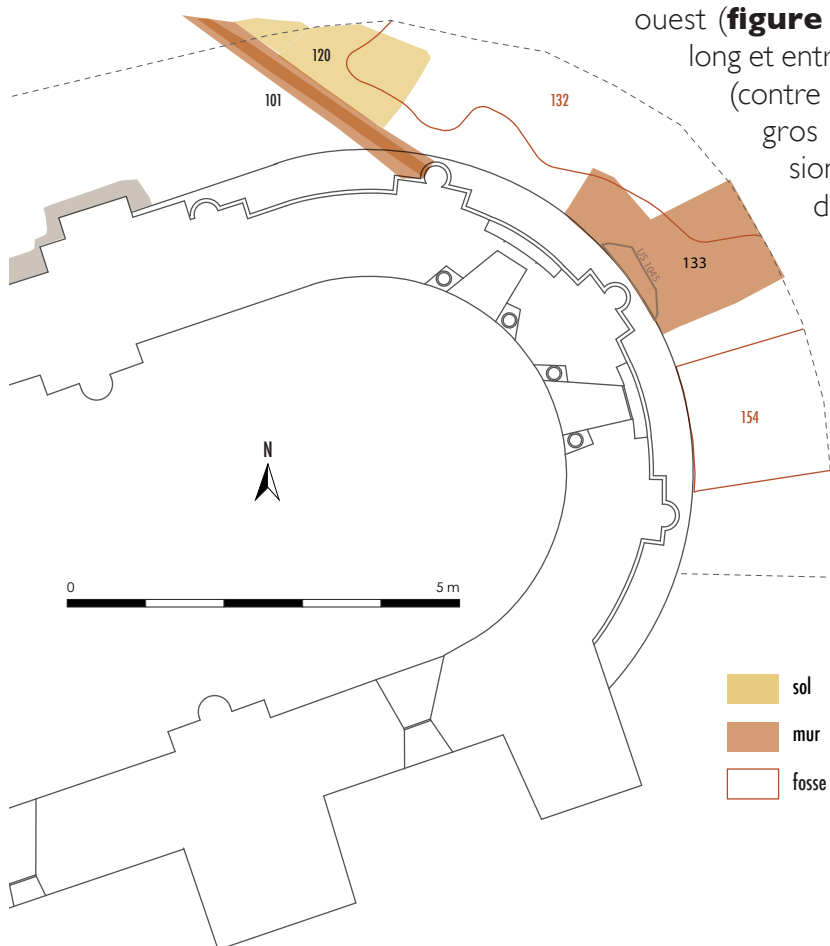 ouest (figure
long et entr
(contre
gros
sion
d
120
101
132
US 1045
133
154
N
0 5 m
sol
mur
fosse